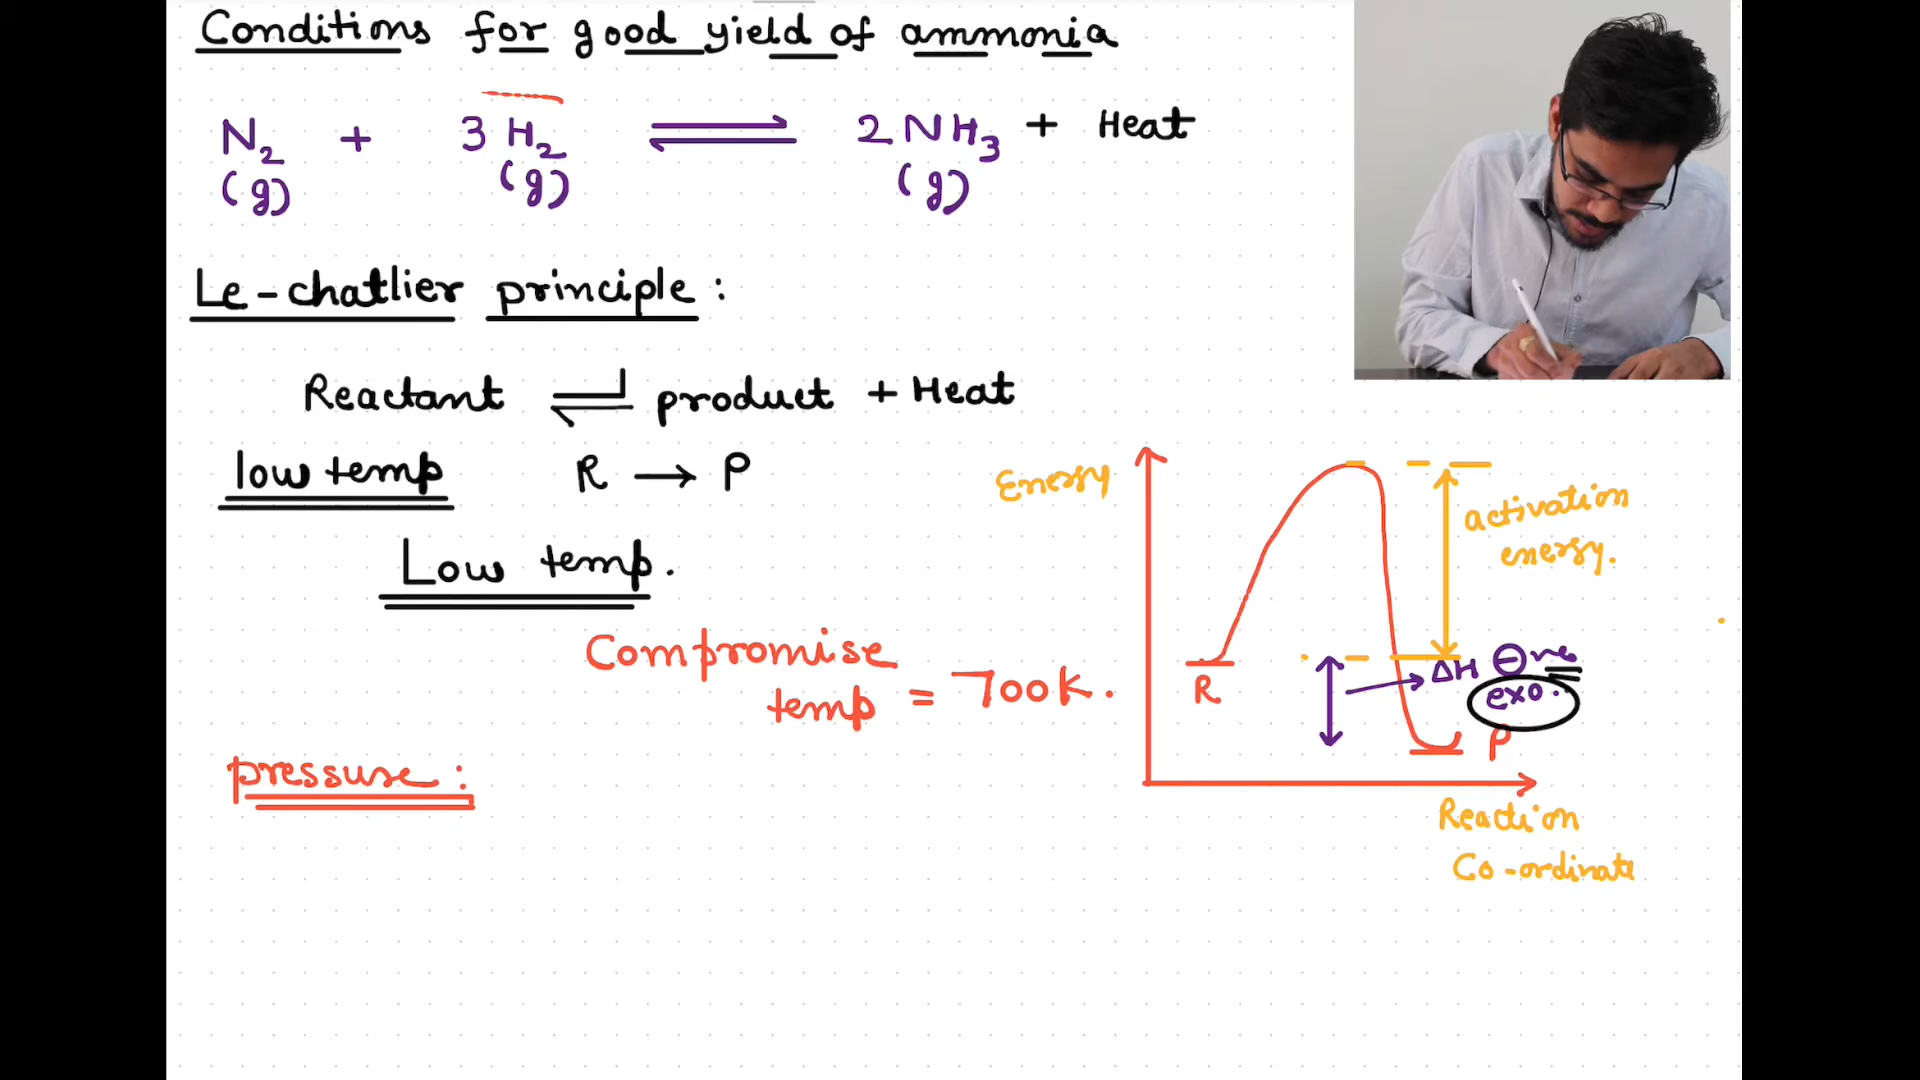 Conditions for good yield of ammonia
N₂ + 3 H₂ ⇌ 2 NH₃ + Heat
(g) (g) (g)
Le-chatlier principle :
Reactant ⇌ product + Heat
low temp R → P
Low temp.
Compromise
temp = 700K.
pressure :
Energy
activation
energy.
R
ΔH ⊖ve
exo.
P
Reaction
Co-ordinate